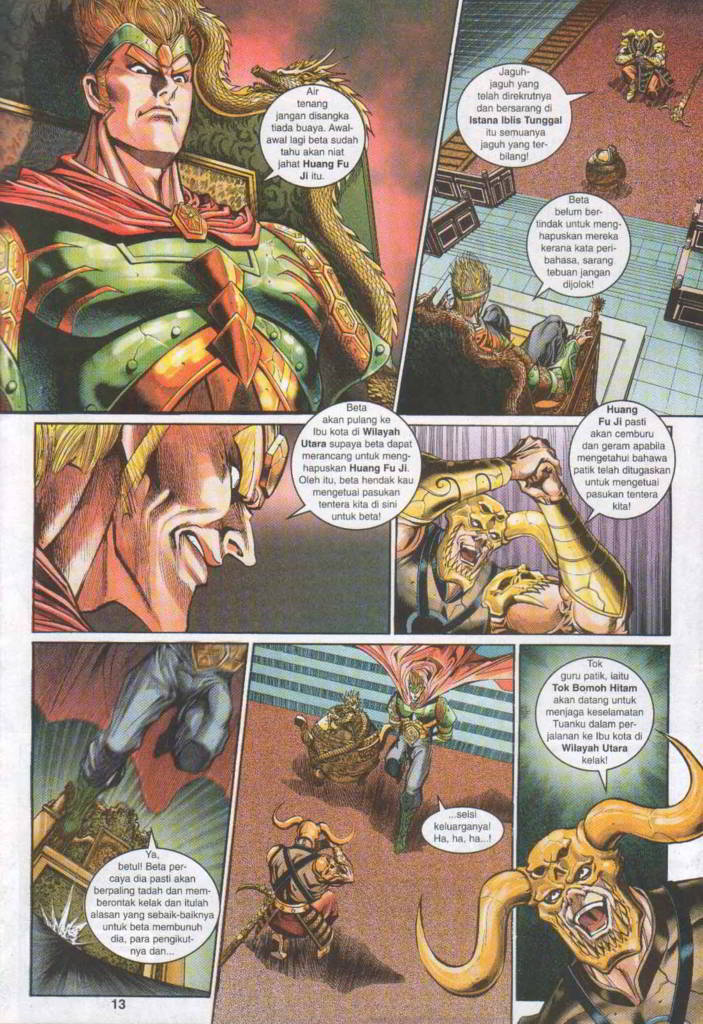 Air
tenang
jangan disangka
tiada buaya. Awal-
awal lagi beta sudah
tahu akan niat
jahat Huang Fu
Ji itu.
Jaguh-
jaguh yang
telah direkrutnya
dan bersarang di
Istana Iblis Tunggal
itu semuanya
jaguh yang ter-
bilang!
Beta
belum ber-
tindak untuk meng-
hapuskan mereka
kerana kata peri-
bahasa, sarang
tebuan jangan
dijolok!
Beta
akan pulang ke
Ibu kota di Wilayah
Utara supaya beta dapat
merancang untuk meng-
hapuskan Huang Fu Ji.
Oleh itu, beta hendak kau
mengetuai pasukan
tentera kita di sini
untuk beta!
Huang
Fu Ji pasti
akan cemburu
dan geram apabila
mengetahui bahawa
patik telah ditugaskan
untuk mengetuai
pasukan tentera
kita!
Ya,
betul! Beta per-
caya dia pasti akan
berpaling tadah dan mem-
berontak kelak dan itulah
alasan yang sebaik-baiknya
untuk beta membunuh
dia, para pengikut-
nya dan...
...seisi
keluarganya!
Ha, ha, ha...!
Tok
guru patik, iaitu
Tok Bomoh Hitam
akan datang untuk
menjaga keselamatan
Tuanku dalam per-
jalanan ke Ibu kota di
Wilayah Utara
kelak!
13